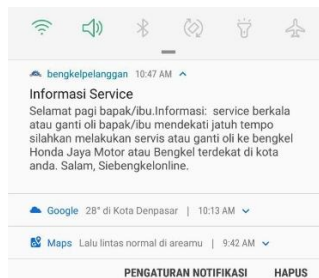 bengkelpelanggan 10:47 AM
Informasi Service
Selamat pagi bapak/ibu.Informasi: service berkala
atau ganti oli bapak/ibu mendekati jatuh tempo
silahkan melakukan servis atau ganti oli ke bengkel
Honda Jaya Motor atau Bengkel terdekat di kota
anda. Salam, Siebengkelonline.
Google 28° di Kota Denpasar | 10:13 AM
Maps Lalu lintas normal di areamu | 9:42 AM
PENGATURAN NOTIFIKASI HAPUS